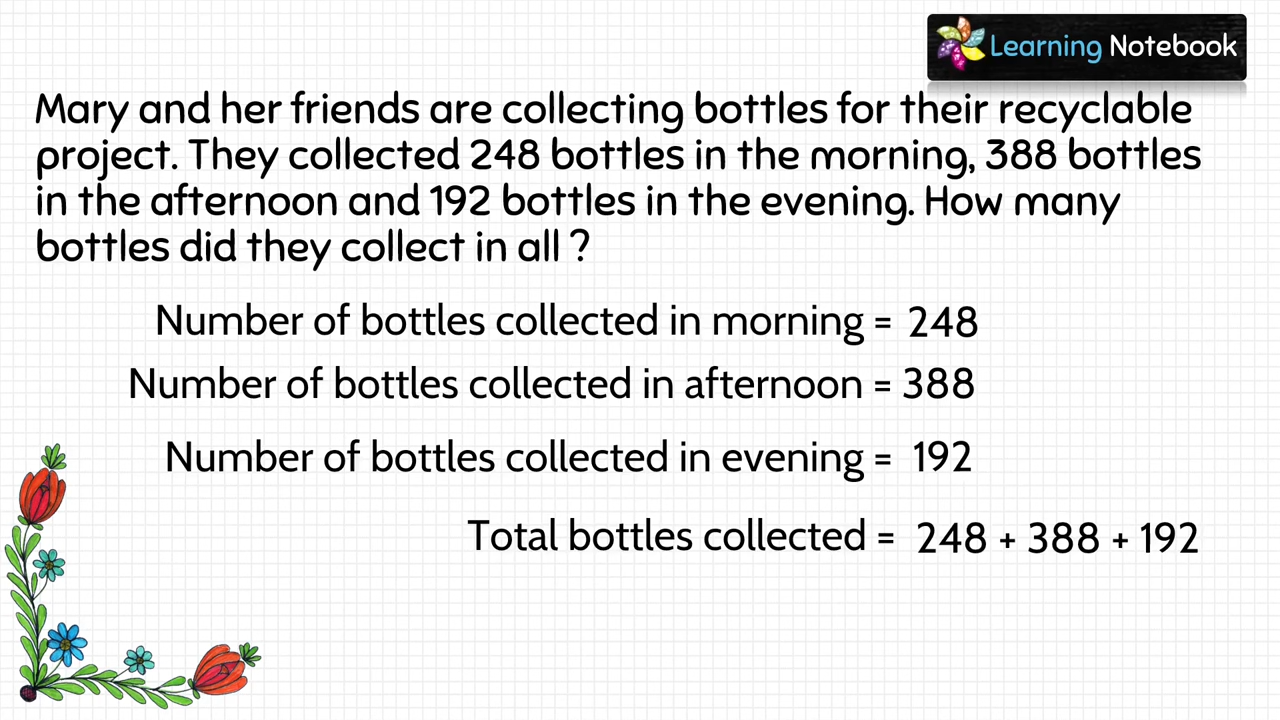 Learning Notebook
Mary and her friends are collecting bottles for their recyclable
project. They collected 248 bottles in the morning, 388 bottles
in the afternoon and 192 bottles in the evening. How many
bottles did they collect in all ?
Number of bottles collected in morning = 248
Number of bottles collected in afternoon = 388
Number of bottles collected in evening = 192
Total bottles collected = 248 + 388 + 192